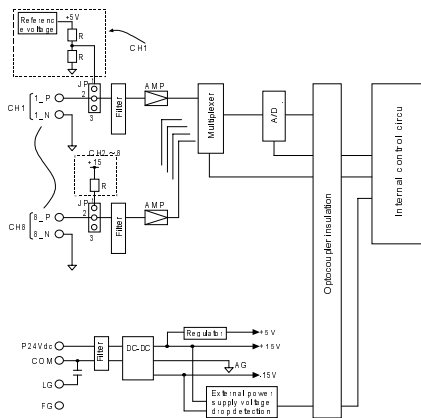 Referenc
e voltage
+5V
R
R
CH1
JP
1
2
3
AMP
Filter
CH1
1_P
1_N
Multiplexer
A/D
Optocoupler insulation
Internal control circu
CH2~8
+15
R
JP
1
2
3
AMP
Filter
CH8
8_P
8_N
P24Vdc
COM
LG
FG
Filter
DC-DC
Regulator
+5V
+15V
AG
-15V
External power
supply voltage
drop detection